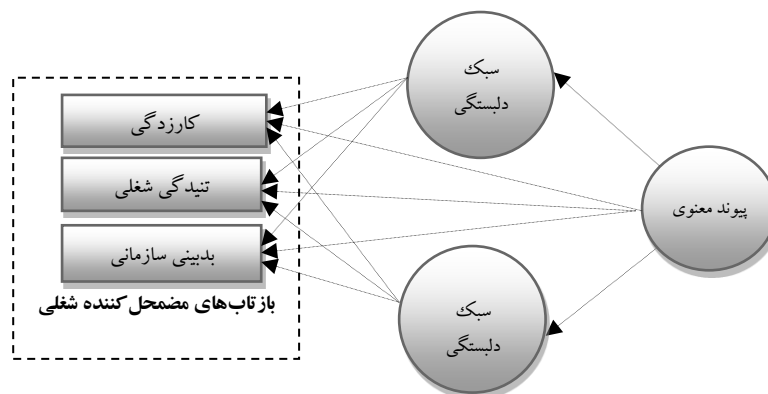 سبک
دلبستگی
پیوند معنوی
کارزدگی
تنیدگی شغلی
بدبینی سازمانی
بازتاب‌های مضمحل کننده شغلی
سبک
دلبستگی